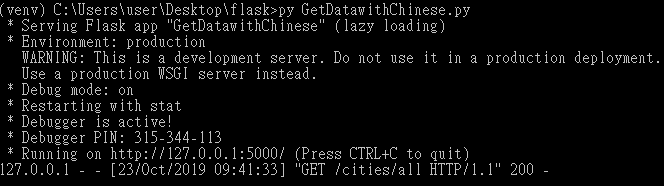 (venv) C:\Users\user\Desktop\flask>py GetDatawithChinese.py
* Serving Flask app "GetDatawithChinese" (lazy loading)
* Environment: production
WARNING: This is a development server. Do not use it in a production deployment.
Use a production WSGI server instead.
* Debug mode: on
* Restarting with stat
* Debugger is active!
* Debugger PIN: 315-344-113
* Running on http://127.0.0.1:5000/ (Press CTRL+C to quit)
127.0.0.1 - - [23/Oct/2019 09:41:33] "GET /cities/all HTTP/1.1" 200 -